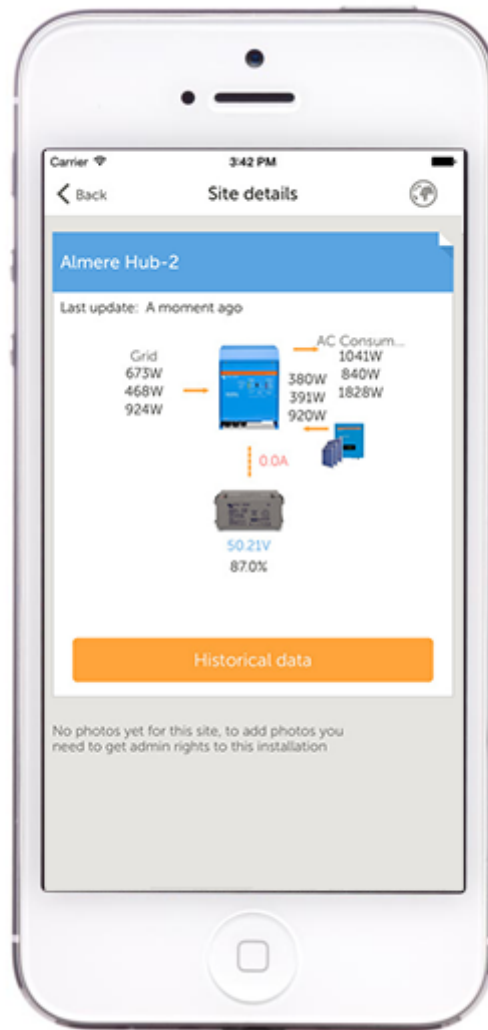 Carrier 3:42 PM
Back Site details
Almere Hub-2
Last update: A moment ago
Grid
673W
468W
924W
AC Consum...
1041W
840W
1828W
380W
391W
920W
0.0A
50.21V
87.0%
Historical data
No photos yet for this site, to add photos you
need to get admin rights to this installation